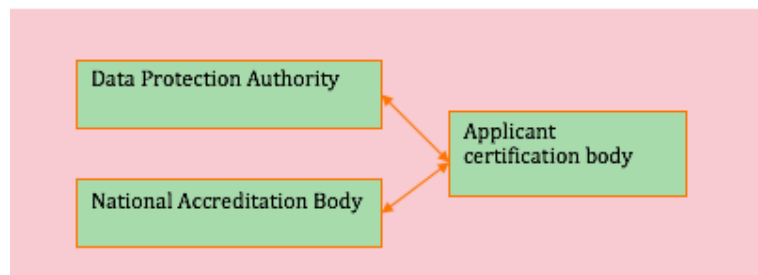 Data Protection Authority
Applicant
certification body
National Accreditation Body